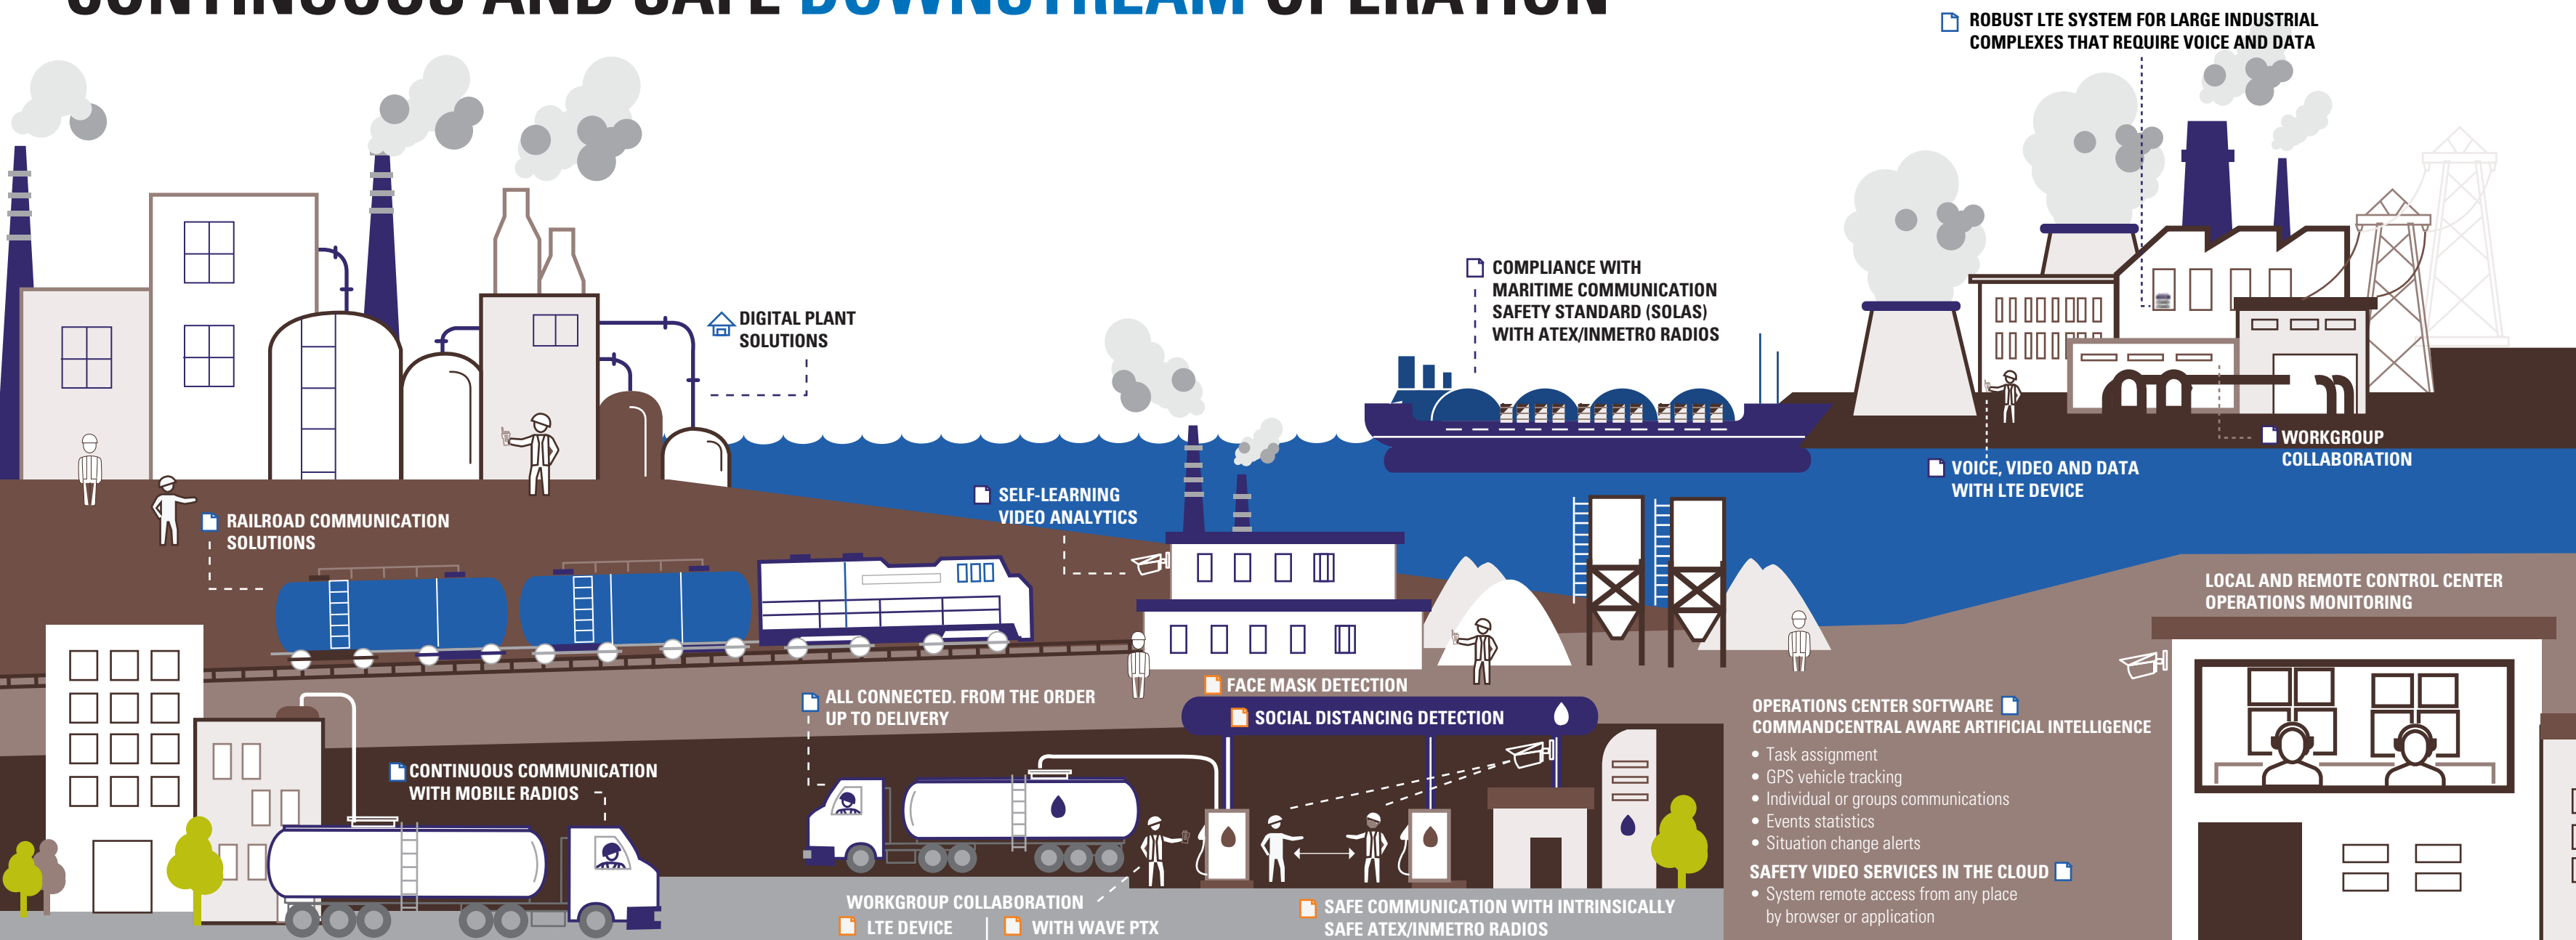 CONTINUOUS AND SAFE DOWNSTREAM OPERATION
ROBUST LTE SYSTEM FOR LARGE INDUSTRIAL
COMPLEXES THAT REQUIRE VOICE AND DATA
COMPLIANCE WITH
MARITIME COMMUNICATION
SAFETY STANDARD (SOLAS)
WITH ATEX/INMETRO RADIOS
DIGITAL PLANT
SOLUTIONS
WORKGROUP
COLLABORATION
VOICE, VIDEO AND DATA
WITH LTE DEVICE
SELF-LEARNING
VIDEO ANALYTICS
RAILROAD COMMUNICATION
SOLUTIONS
LOCAL AND REMOTE CONTROL CENTER
OPERATIONS MONITORING
FACE MASK DETECTION
SOCIAL DISTANCING DETECTION
ALL CONNECTED. FROM THE ORDER
UP TO DELIVERY
CONTINUOUS COMMUNICATION
WITH MOBILE RADIOS
OPERATIONS CENTER SOFTWARE
COMMANDCENTRAL AWARE ARTIFICIAL INTELLIGENCE
• Task assignment
• GPS vehicle tracking
• Individual or groups communications
• Events statistics
• Situation change alerts
SAFETY VIDEO SERVICES IN THE CLOUD
• System remote access from any place
by browser or application
WORKGROUP COLLABORATION
LTE DEVICE | WITH WAVE PTX
SAFE COMMUNICATION WITH INTRINSICALLY
SAFE ATEX/INMETRO RADIOS